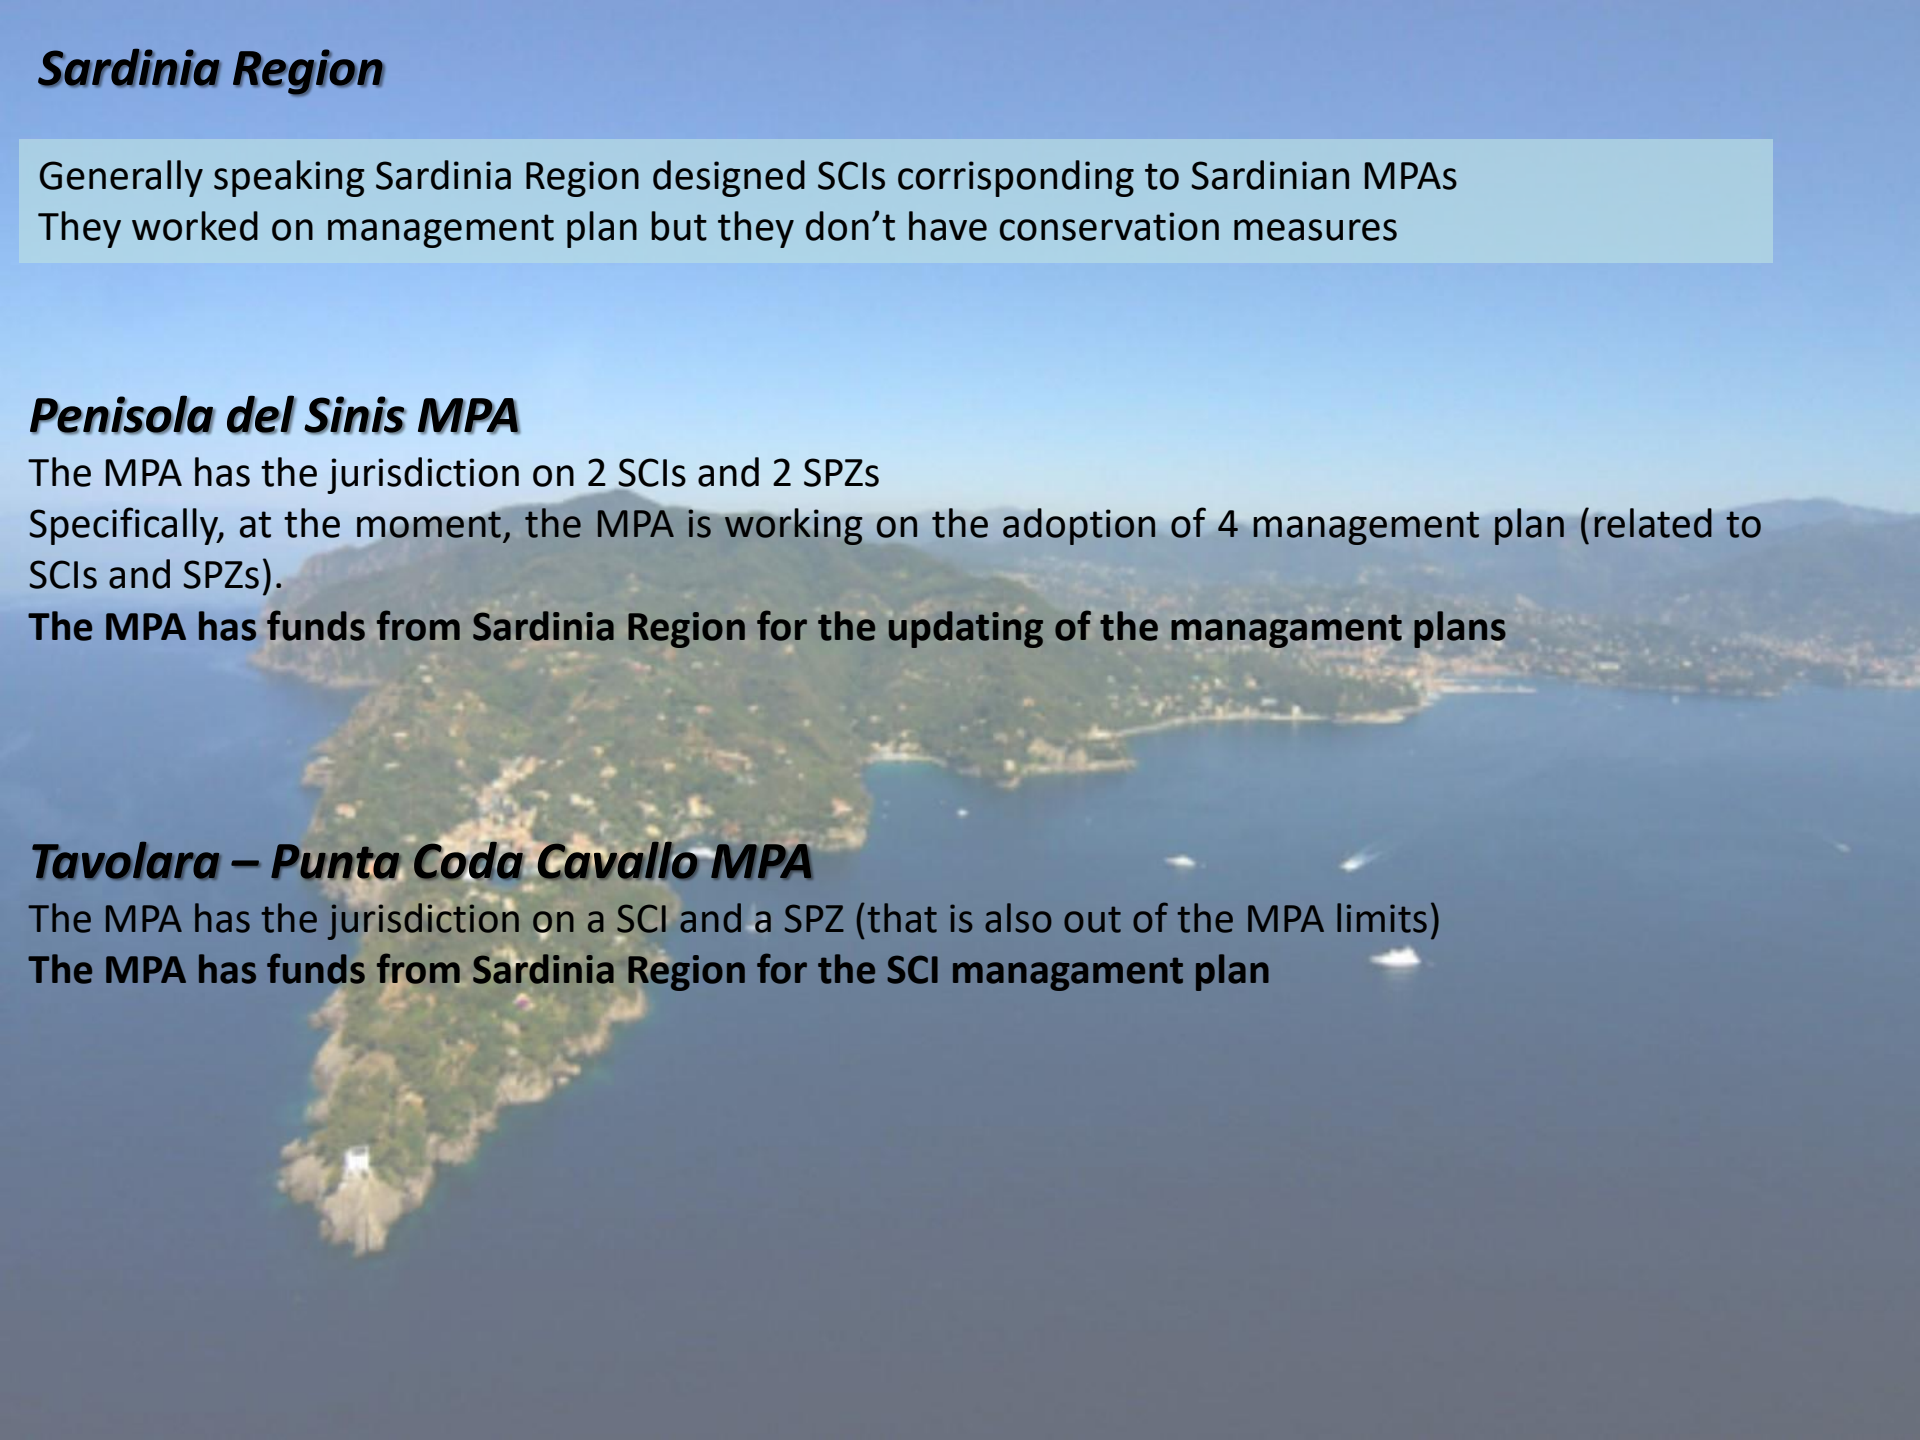 Sardinia Region
Generally speaking Sardinia Region designed SCIs corrisponding to Sardinian MPAs
They worked on management plan but they don’t have conservation measures
Penisola del Sinis MPA
The MPA has the jurisdiction on 2 SCIs and 2 SPZs
Specifically, at the moment, the MPA is working on the adoption of 4 management plan (related to
SCIs and SPZs).
The MPA has funds from Sardinia Region for the updating of the managament plans
Tavolara – Punta Coda Cavallo MPA
The MPA has the jurisdiction on a SCI and a SPZ (that is also out of the MPA limits)
The MPA has funds from Sardinia Region for the SCI managament plan